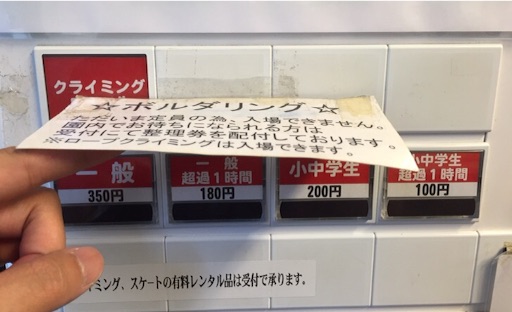 クライミング
☆ボルダリング☆
ただいま定員の為、入場できません。
園内でお待ちになられる方は
受付にて整理券を配付しております。
※ロープクライミングは入場できます。
一般
350円
一般
超過1時間
180円
小中学生
200円
小中学生
超過1時間
100円
イミング、スケートの有料レンタル品は受付で承ります。